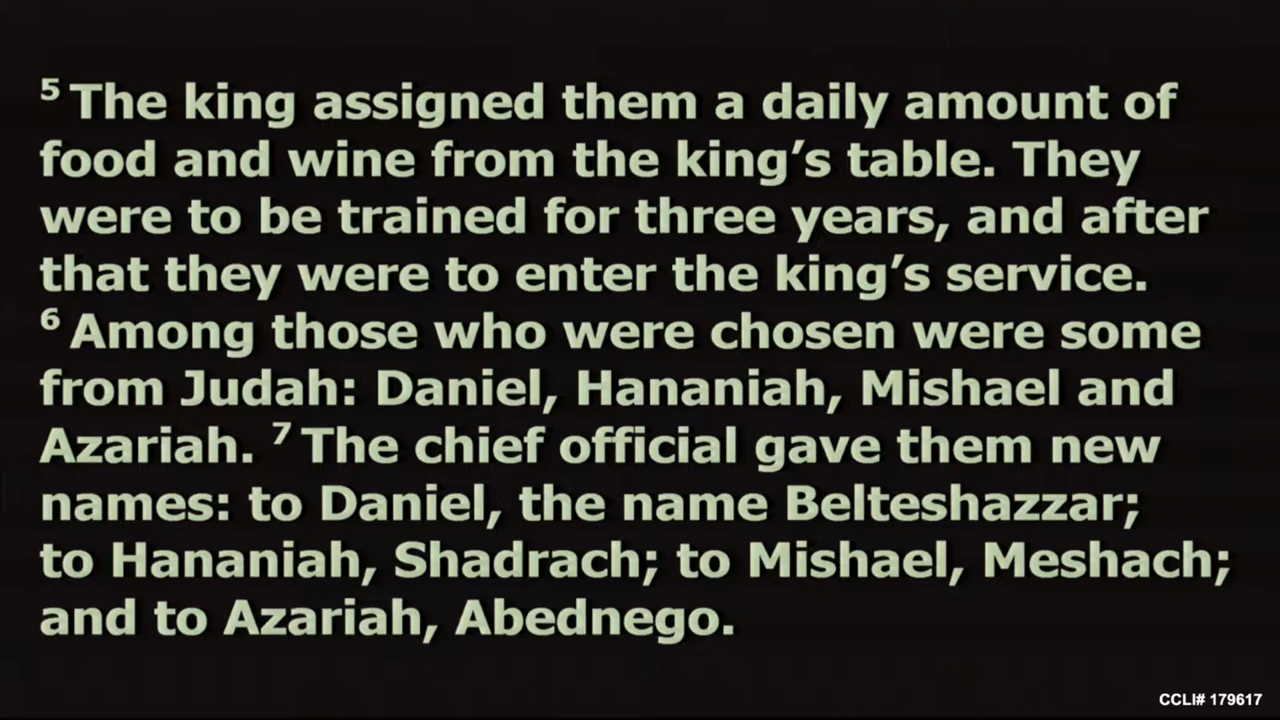 ⁵ The king assigned them a daily amount of
food and wine from the king’s table. They
were to be trained for three years, and after
that they were to enter the king’s service.
⁶ Among those who were chosen were some
from Judah: Daniel, Hananiah, Mishael and
Azariah. ⁷ The chief official gave them new
names: to Daniel, the name Belteshazzar;
to Hananiah, Shadrach; to Mishael, Meshach;
and to Azariah, Abednego.
CCLI# 179617